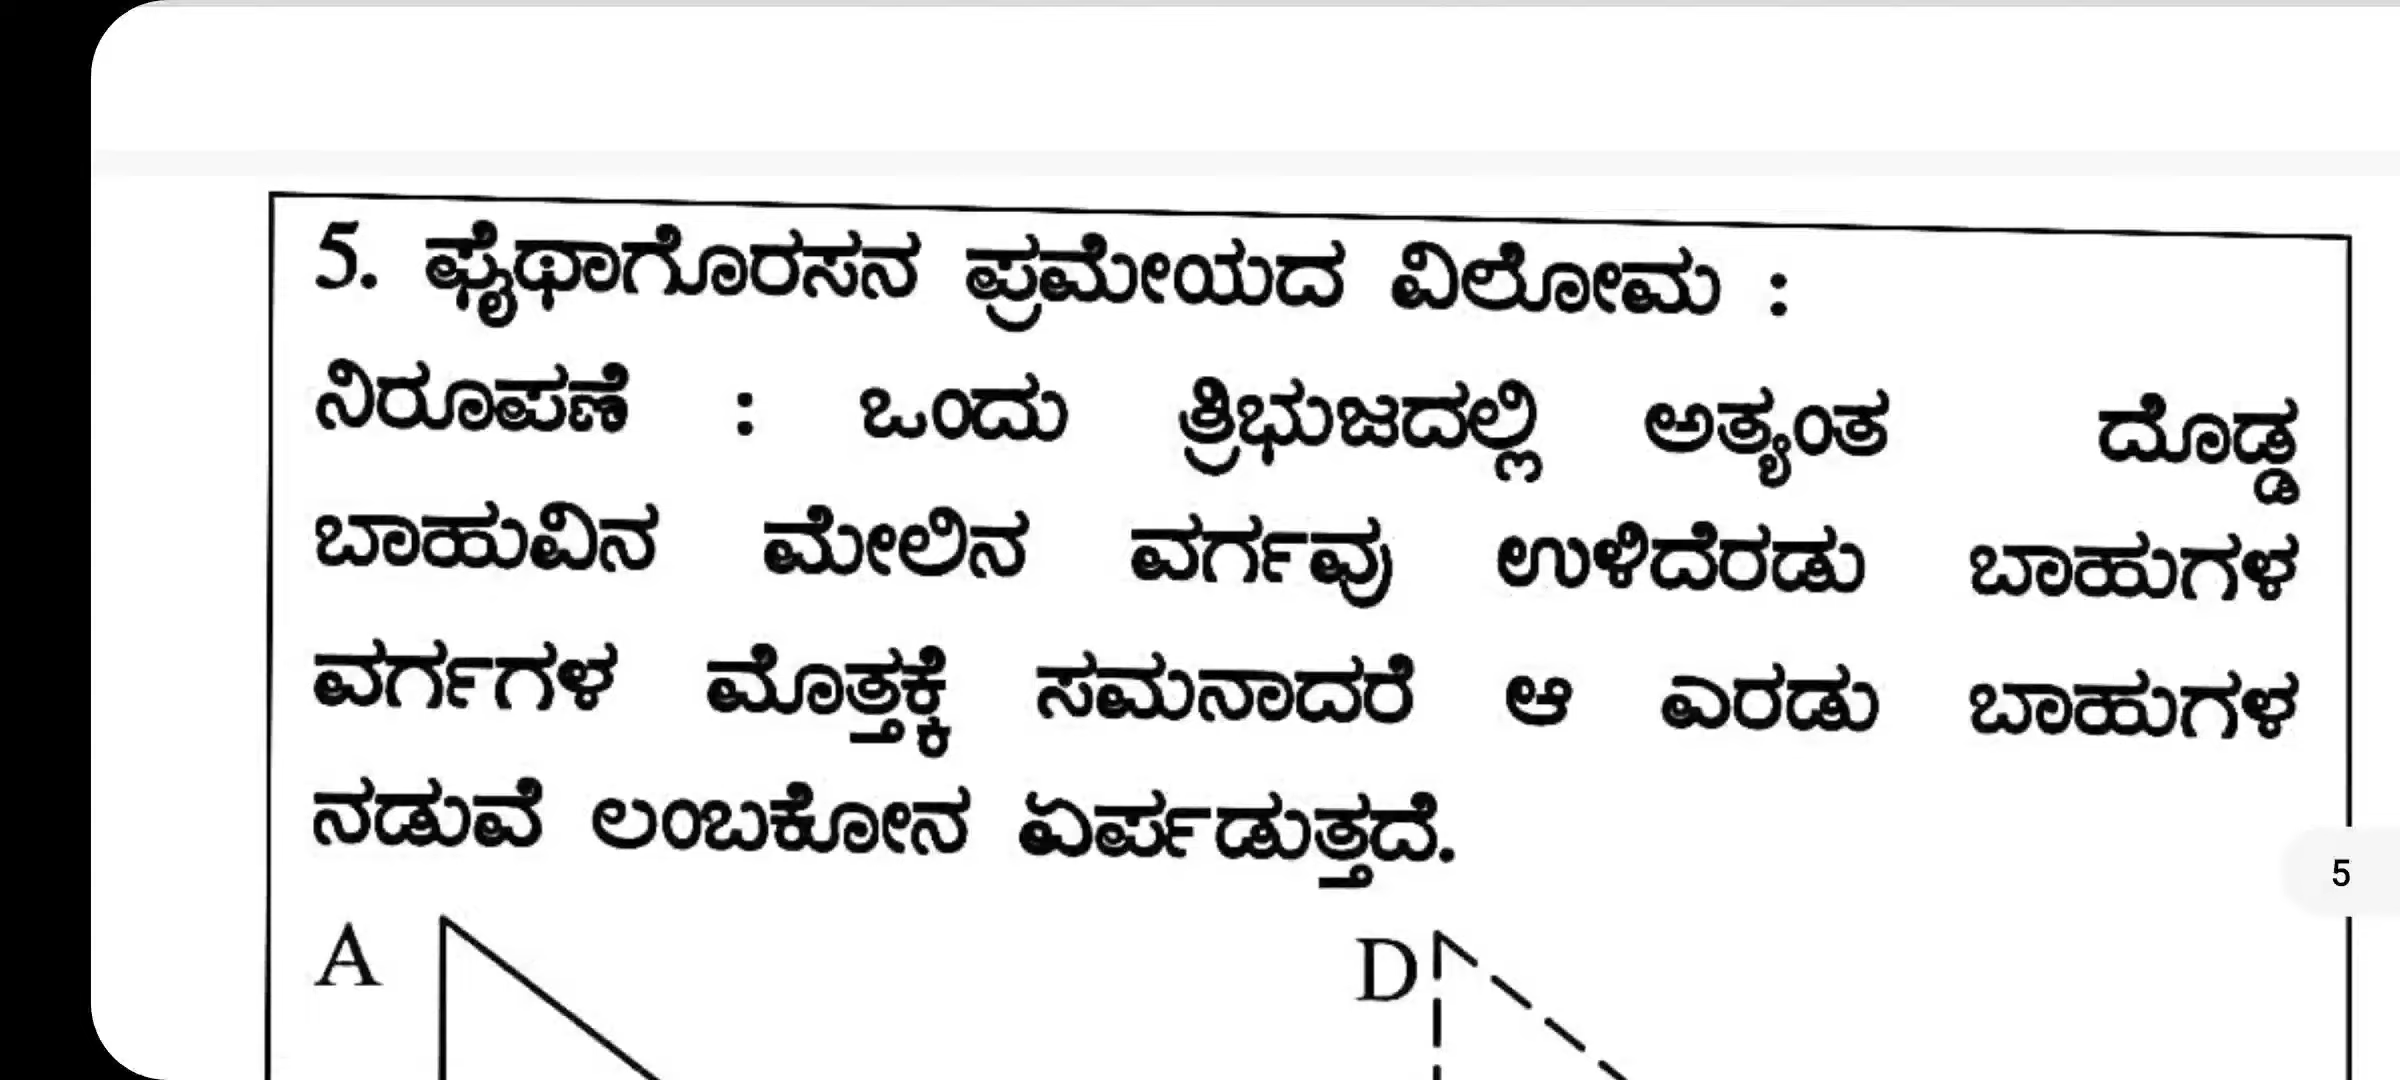 5. ಫೈಥಾಗೊರಸನ ಪ್ರಮೇಯದ ವಿಲೋಮ :
ನಿರೂಪಣೆ : ಒಂದು ತ್ರಿಭುಜದಲ್ಲಿ ಅತ್ಯಂತ ದೊಡ್ಡ
ಬಾಹುವಿನ ಮೇಲಿನ ವರ್ಗವು ಉಳಿದೆರಡು ಬಾಹುಗಳ
ವರ್ಗಗಳ ಮೊತ್ತಕ್ಕೆ ಸಮನಾದರೆ ಆ ಎರಡು ಬಾಹುಗಳ
ನಡುವೆ ಲಂಬಕೋನ ಏರ್ಪಡುತ್ತದೆ.
5
A D